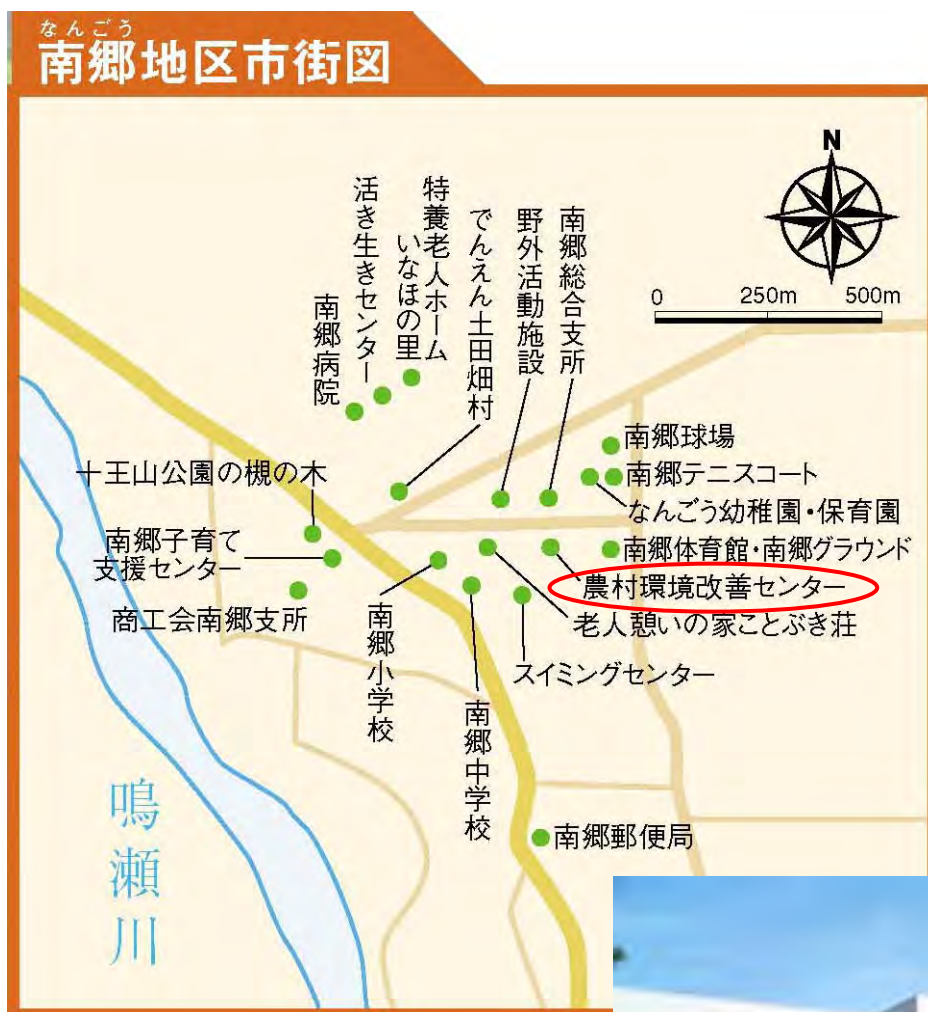 なんごう
南郷地区市街図
N
0 250m 500m
南郷病院
活き生きセンター
特養老人ホーム
いなほの里
でんえん土田畑村
野外活動施設
南郷総合支所
南郷球場
南郷テニスコート
なんごう幼稚園・保育園
南郷体育館・南郷グラウンド
農村環境改善センター
老人憩いの家ことぶき荘
スイミングセンター
十王山公園の槻の木
南郷子育て
支援センター
商工会南郷支所
南郷小学校
南郷中学校
南郷郵便局
鳴瀬川